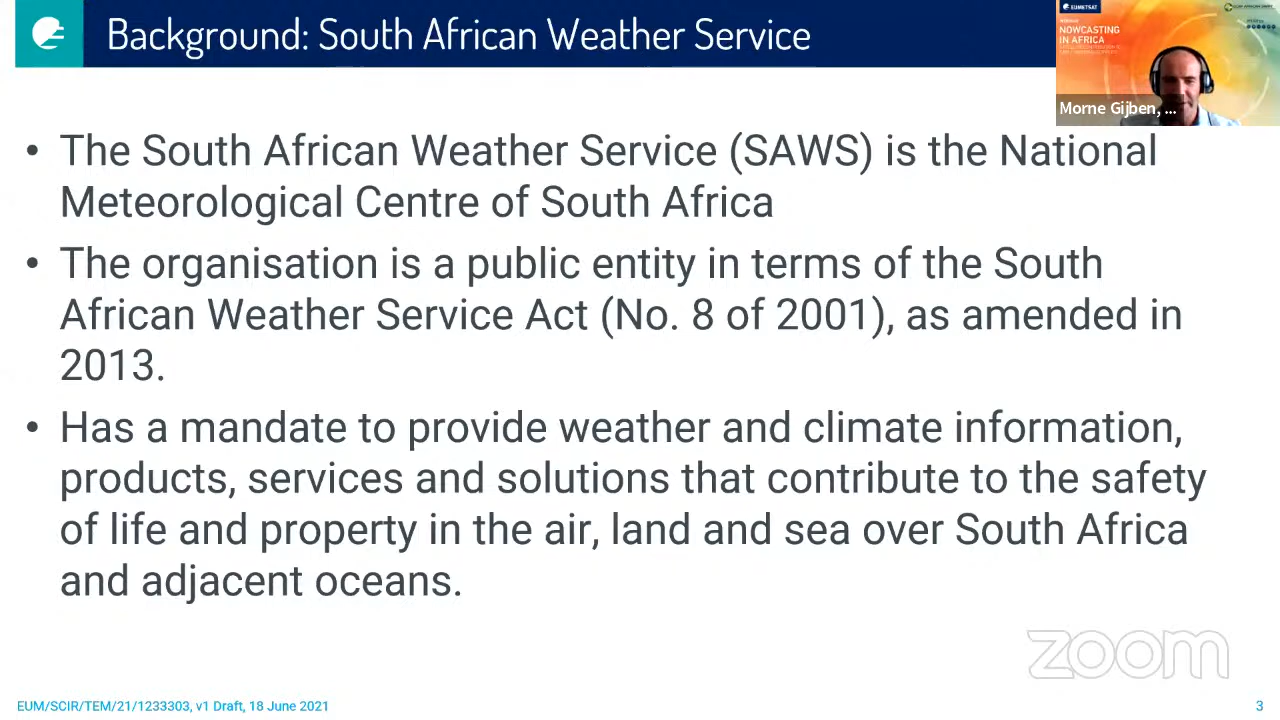 Background: South African Weather Service
EUMETSAT
NOWCASTING
IN AFRICA
Morne Gijben, ...
• The South African Weather Service (SAWS) is the National
Meteorological Centre of South Africa
• The organisation is a public entity in terms of the South
African Weather Service Act (No. 8 of 2001), as amended in
2013.
• Has a mandate to provide weather and climate information,
products, services and solutions that contribute to the safety
of life and property in the air, land and sea over South Africa
and adjacent oceans.
zoom
EUM/SCIR/TEM/21/1233303, v1 Draft, 18 June 2021
3